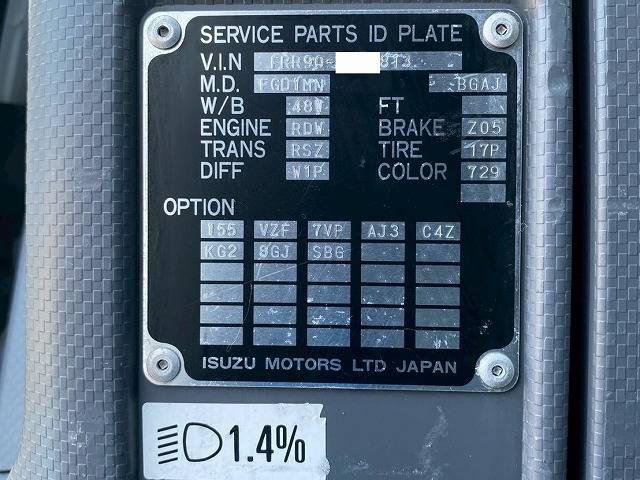 SERVICE PARTS ID PLATE
V.I.N FRR90- 813
M.D. FGD1MN BGAJ
W/B 48W FT
ENGINE RDW BRAKE Z05
TRANS RSZ TIRE 17P
DIFF W1P COLOR 729
OPTION
155 VZF 7VP AJ3 C4Z
KG2 8GJ SBG
ISUZU MOTORS LTD JAPAN
1.4%